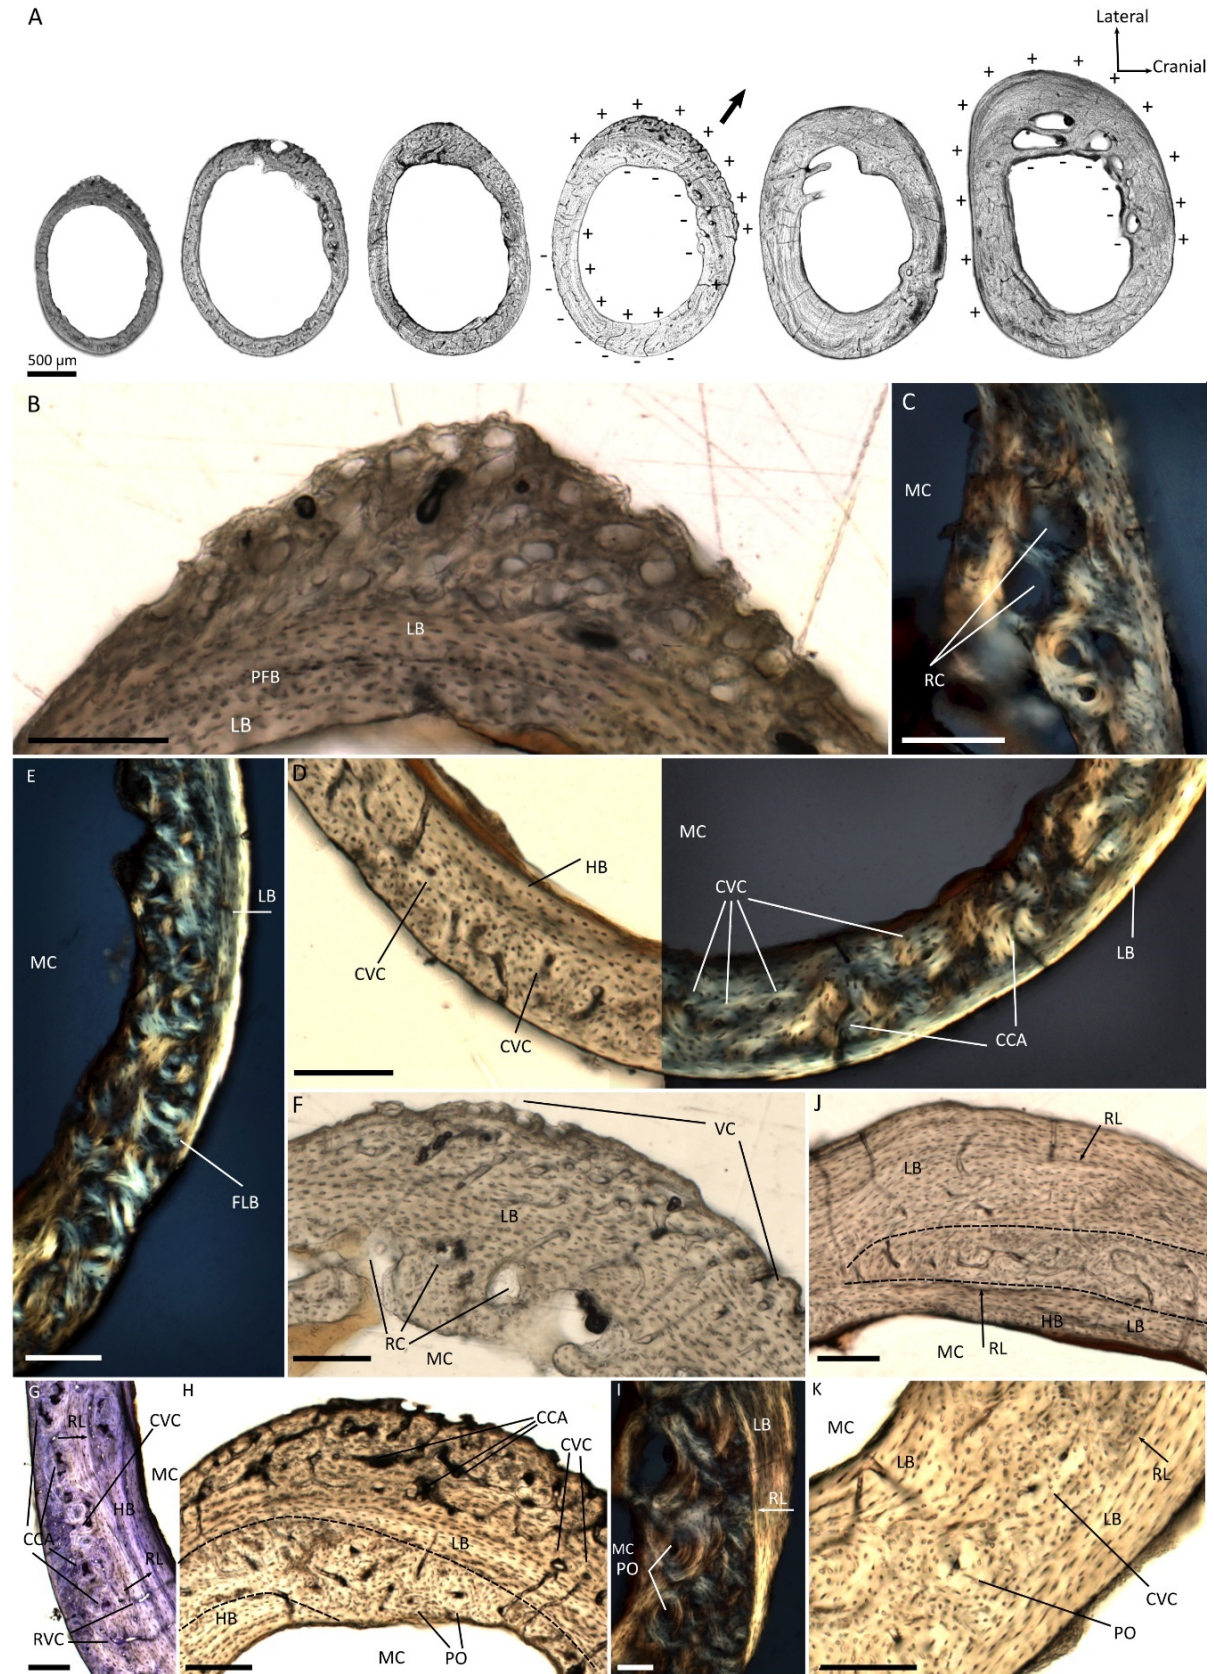 A
Lateral
Cranial
+ + + + + + + + + + + + + + +
- - - - - - - - - - - - - - -
500 µm
B
LB
PFB
LB
C
MC
RC
E
LB
MC
FLB
D
HB
CVC
CVC
MC
CVC
LB
CCA
F
VC
LB
RC
MC
J
RL
LB
HB
LB
MC
RL
G
RL
CVC
MC
HB
CCA
RL
RVC
H
CCA
CVC
LB
HB
PO
MC
I
LB
RL
MC
PO
K
MC
LB
RL
LB
CVC
PO